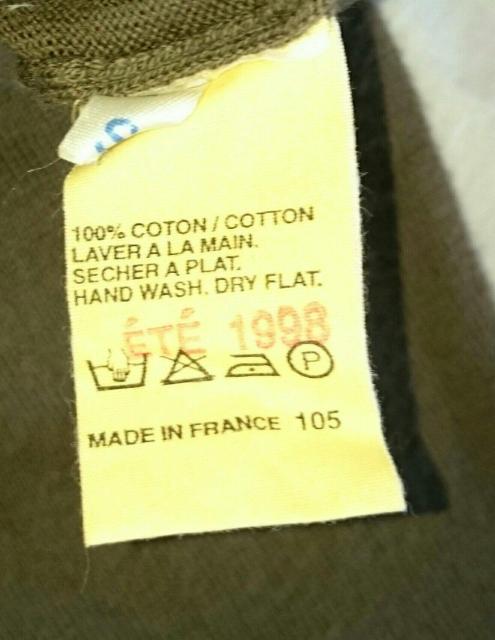 100% COTON / COTTON
LAVER A LA MAIN.
SECHER A PLAT.
HAND WASH. DRY FLAT.
ÉTÉ 1998
P
MADE IN FRANCE 105